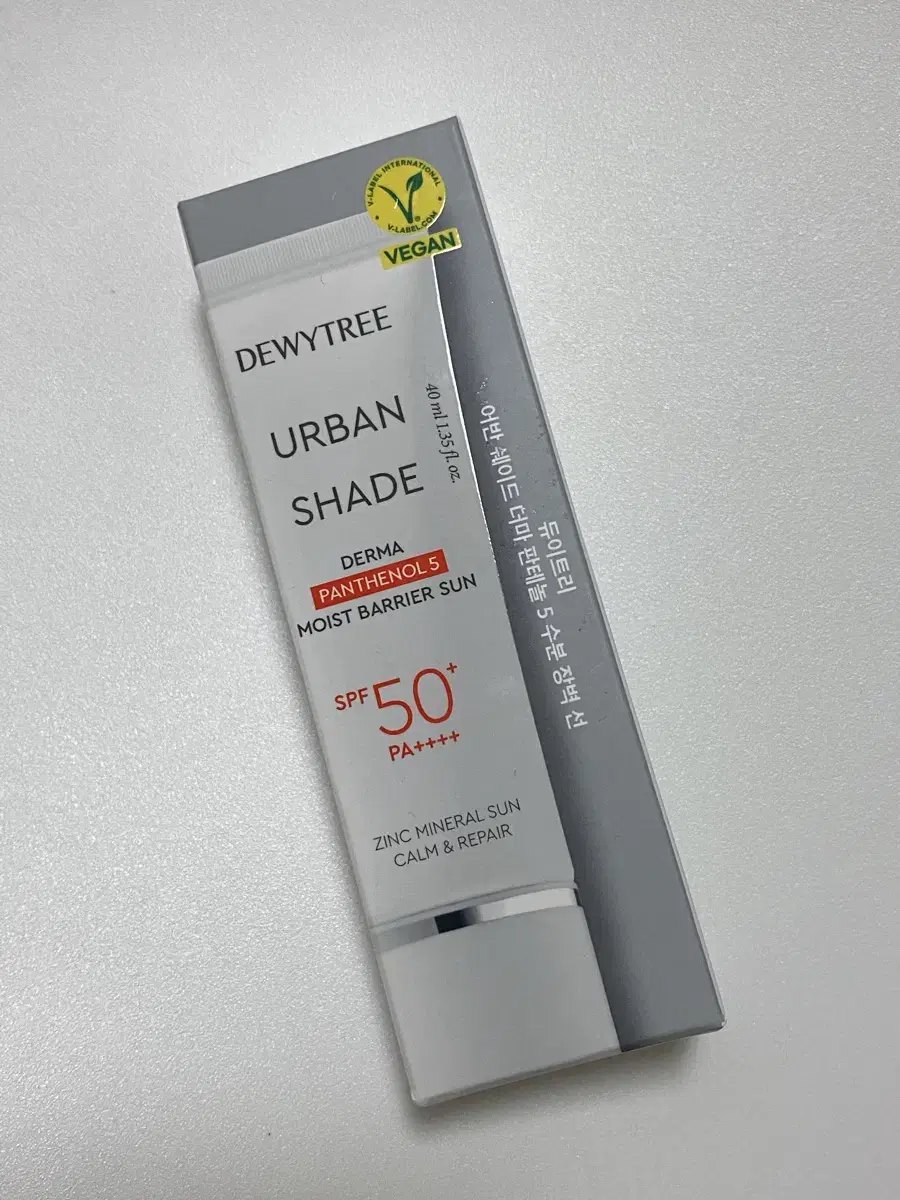 V-LABEL INTERNATIONAL
V-LABEL.COM
VEGAN
DEWYTREE
URBAN
SHADE
40 ml 1.35 fl. oz.
DERMA
PANTHENOL 5
MOIST BARRIER SUN
SPF 50+
PA++++
ZINC MINERAL SUN
CALM & REPAIR
듀이트리
어반 쉐이드 더마 판테놀 5 수분 장벽 선